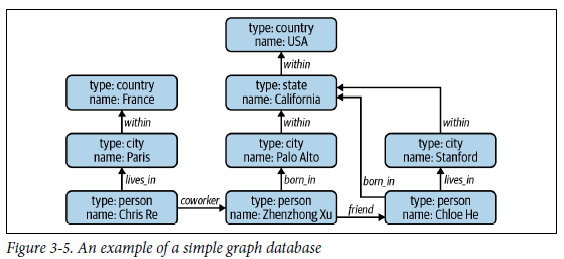 type: country
name: USA
within
type: country
name: France
type: state
name: California
within
within
within
type: city
name: Paris
type: city
name: Palo Alto
type: city
name: Stanford
lives_in
born_in
born_in
lives_in
type: person
name: Chris Re
coworker
type: person
name: Zhenzhong Xu
friend
type: person
name: Chloe He
Figure 3-5. An example of a simple graph database